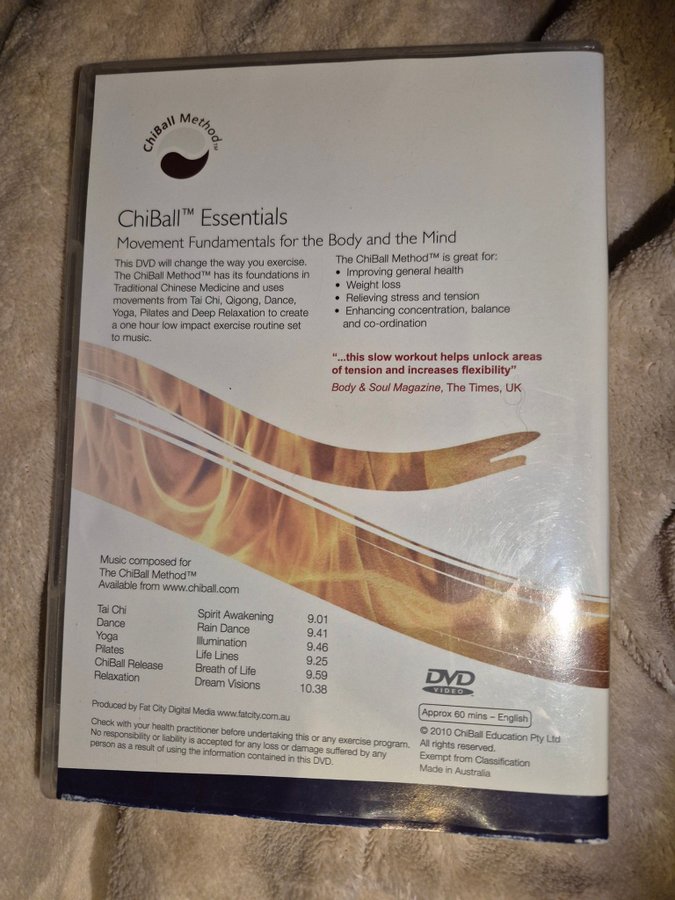 ChiBall Method™
ChiBall™ Essentials
Movement Fundamentals for the Body and the Mind
This DVD will change the way you exercise.
The ChiBall Method™ has its foundations in
Traditional Chinese Medicine and uses
movements from Tai Chi, Qigong, Dance,
Yoga, Pilates and Deep Relaxation to create
a one hour low impact exercise routine set
to music.
The ChiBall Method™ is great for:
• Improving general health
• Weight loss
• Relieving stress and tension
• Enhancing concentration, balance
and co-ordination
“...this slow workout helps unlock areas
of tension and increases flexibility”
Body & Soul Magazine, The Times, UK
Music composed for
The ChiBall Method™
Available from www.chiball.com
Tai Chi Spirit Awakening 9.01
Dance Rain Dance 9.41
Yoga Illumination 9.46
Pilates Life Lines 9.25
ChiBall Release Breath of Life 9.59
Relaxation Dream Visions 10.38
Produced by Fat City Digital Media www.fatcity.com.au
Check with your health practitioner before undertaking this or any exercise program.
No responsibility or liability is accepted for any loss or damage suffered by any
person as a result of using the information contained in this DVD.
DVD
VIDEO
Approx 60 mins – English
© 2010 ChiBall Education Pty Ltd
All rights reserved.
Exempt from Classification
Made in Australia